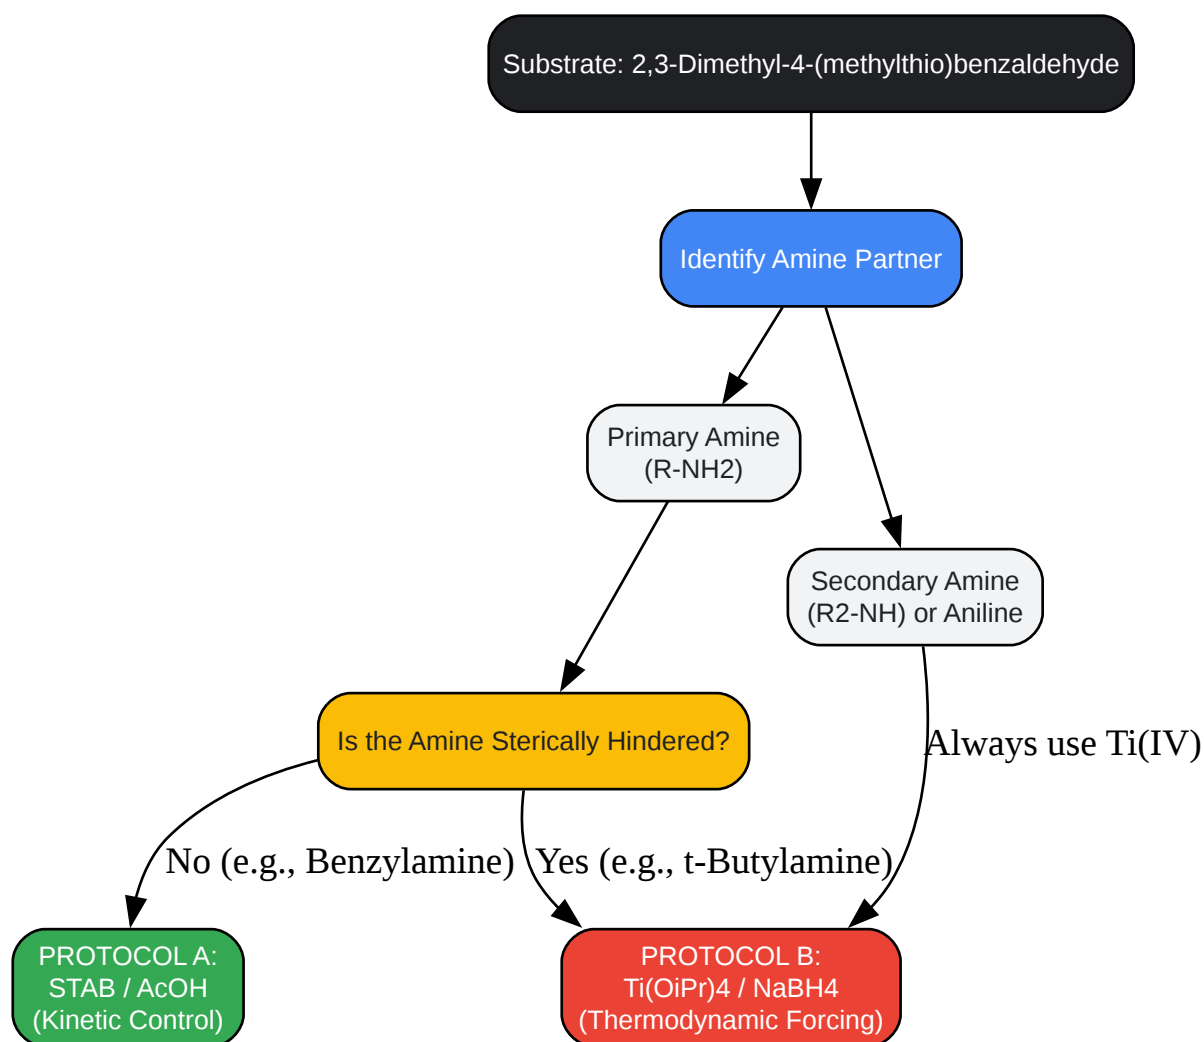 Substrate: 2,3-Dimethyl-4-(methylthio)benzaldehyde
Identify Amine Partner
Primary Amine
(R-NH2)
Secondary Amine
(R2-NH) or Aniline
Is the Amine Sterically Hindered?
Always use Ti(IV)
No (e.g., Benzylamine)
Yes (e.g., t-Butylamine)
PROTOCOL A:
STAB / AcOH
(Kinetic Control)
PROTOCOL B:
Ti(OiPr)4 / NaBH4
(Thermodynamic Forcing)